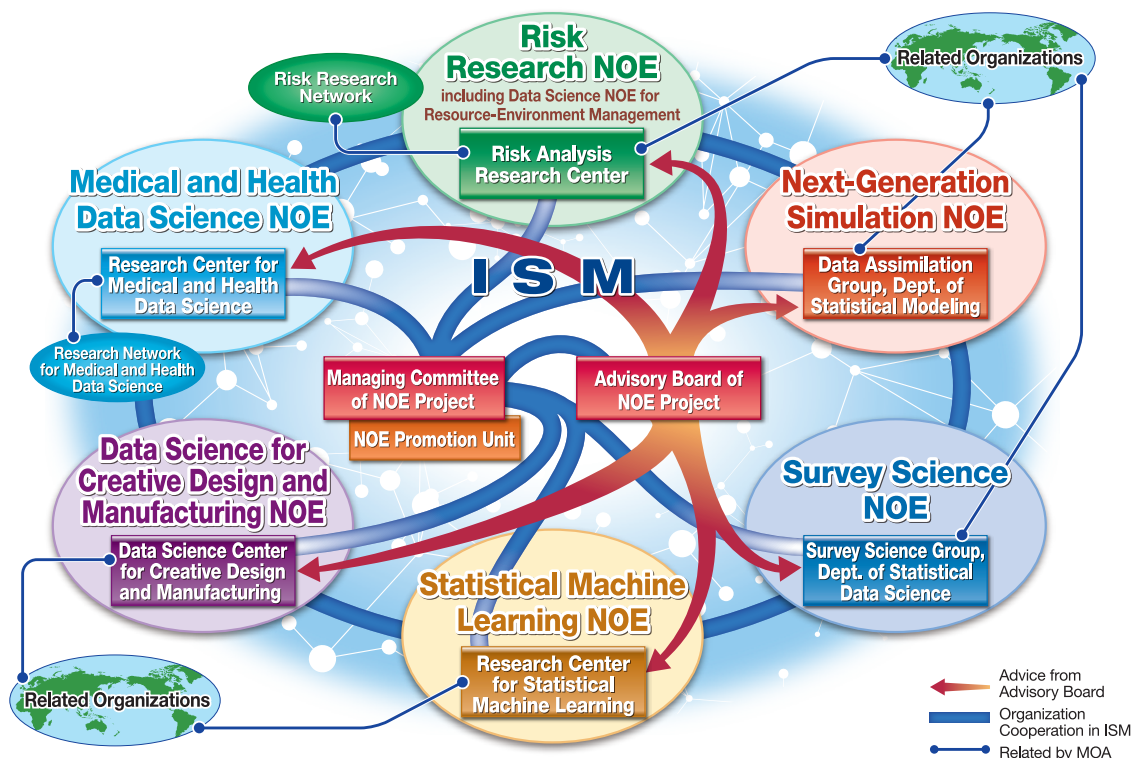 Risk
Research NOE
including Data Science NOE for
Resource-Environment Management
Risk Analysis
Research Center
Risk Research
Network
Related Organizations
Medical and Health
Data Science NOE
Research Center for
Medical and Health
Data Science
Research Network
for Medical and Health
Data Science
Next-Generation
Simulation NOE
Data Assimilation
Group, Dept. of
Statistical Modeling
ISM
Managing Committee
of NOE Project
NOE Promotion Unit
Advisory Board of
NOE Project
Data Science for
Creative Design and
Manufacturing NOE
Data Science Center
for Creative Design
and Manufacturing
Survey Science
NOE
Survey Science Group,
Dept. of Statistical
Data Science
Statistical Machine
Learning NOE
Research Center
for Statistical
Machine Learning
Related Organizations
Advice from
Advisory Board
Organization
Cooperation in ISM
Related by MOA